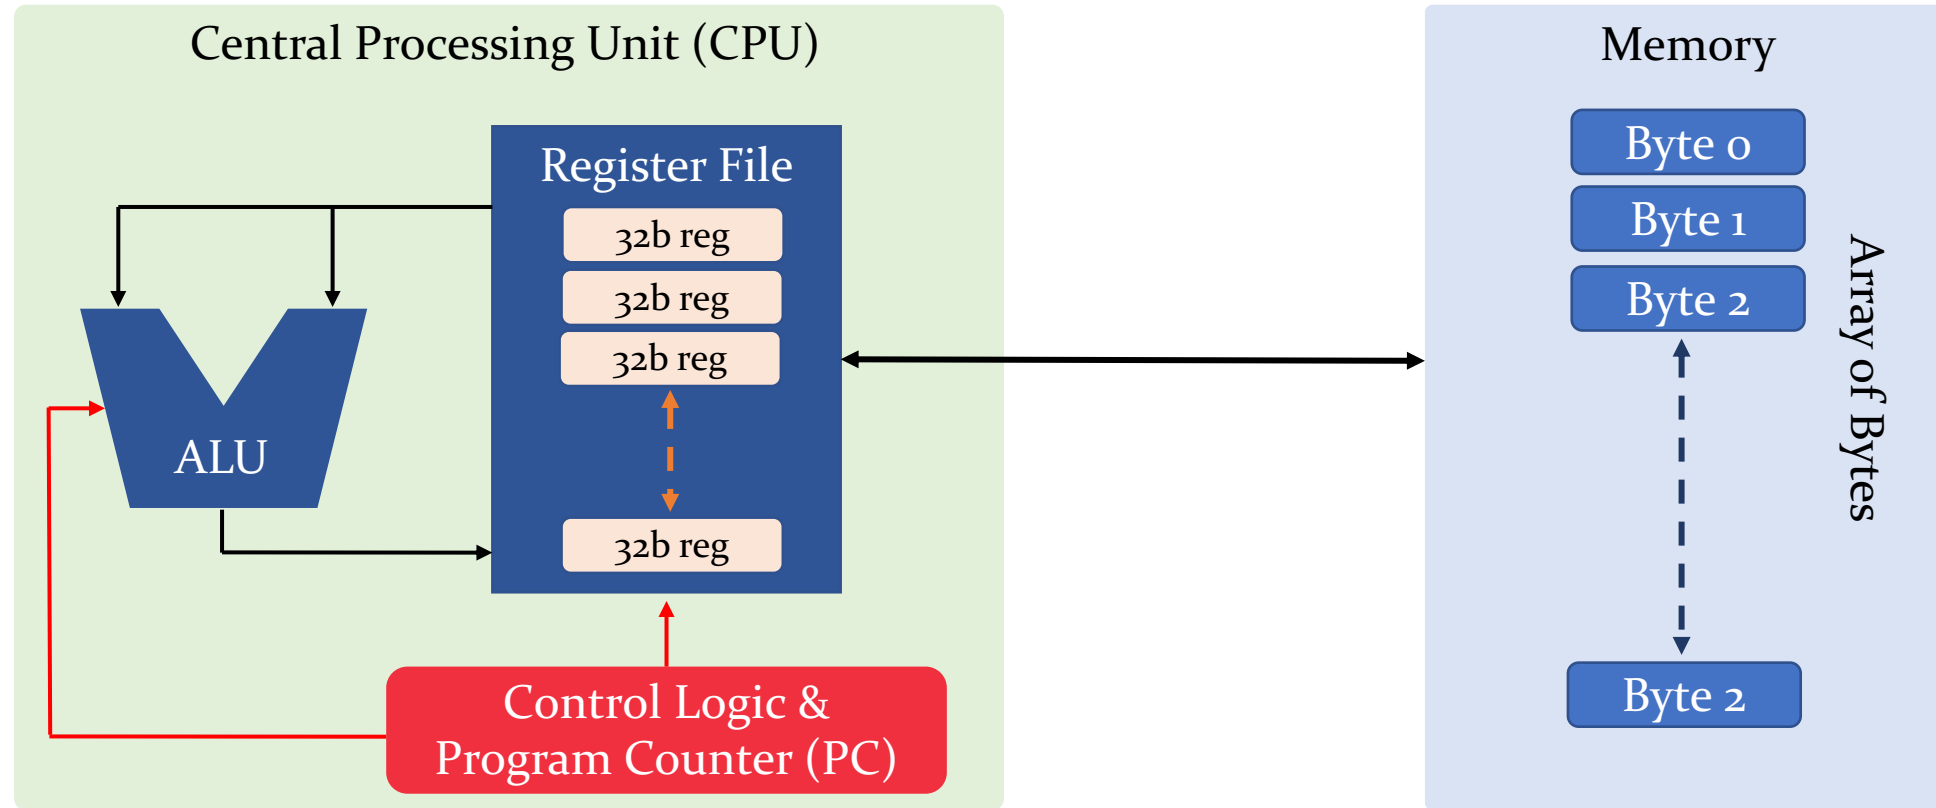 Central Processing Unit (CPU)
Register File
32b reg
32b reg
32b reg
32b reg
ALU
Control Logic &
Program Counter (PC)
Memory
Byte 0
Byte 1
Byte 2
Byte 2
Array of Bytes